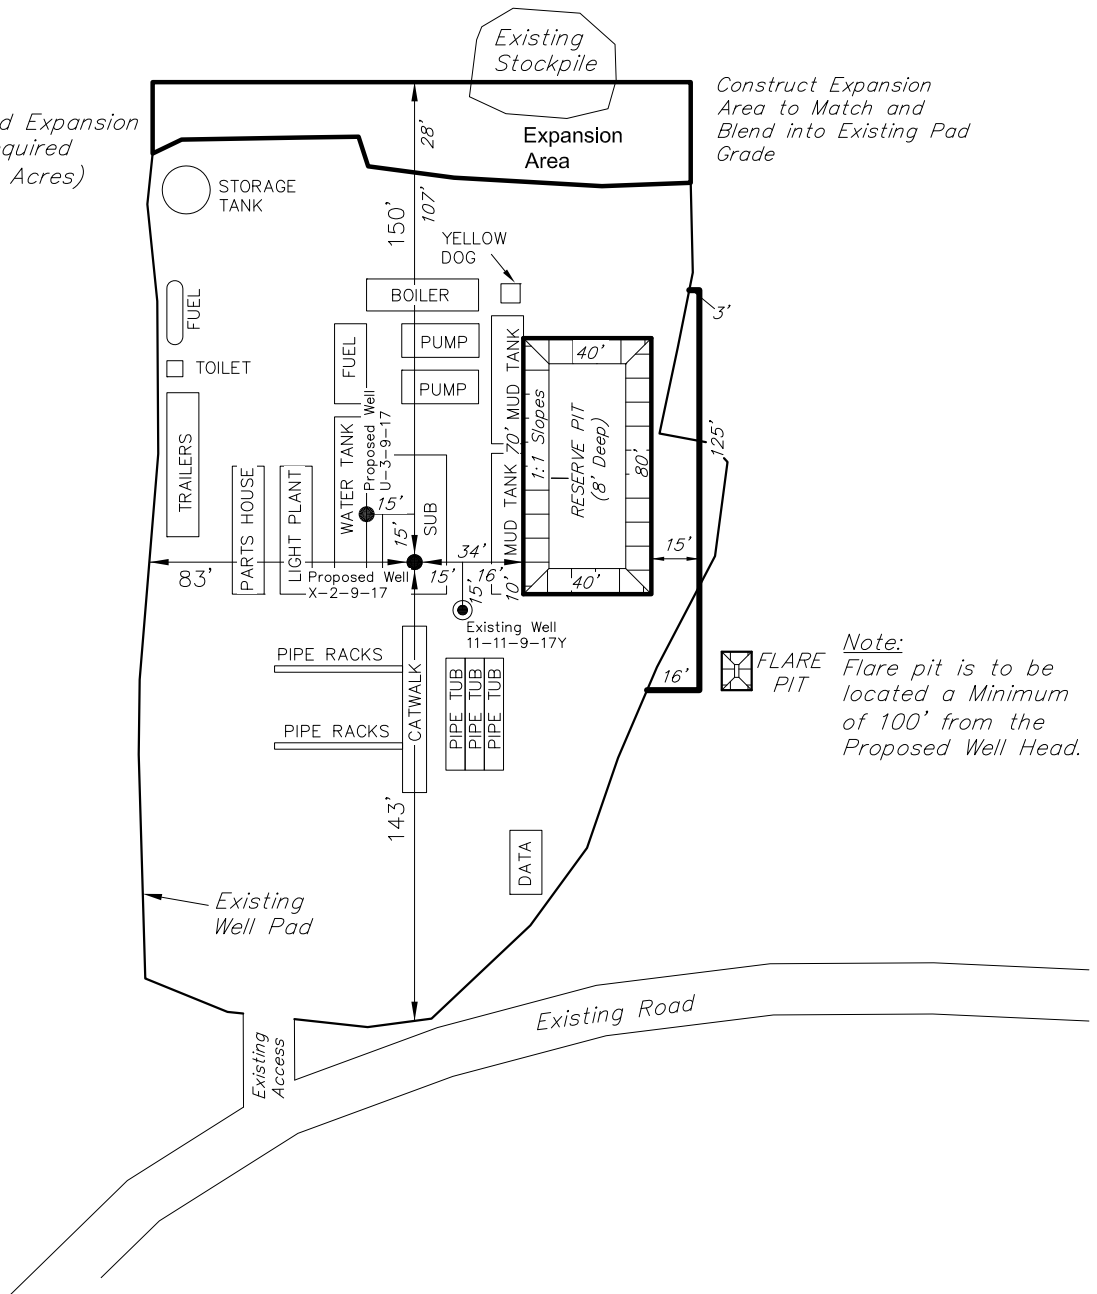 Existing
Stockpile
Construct Expansion
Area to Match and
Blend into Existing Pad
Grade
d Expansion
quired
Acres)
Expansion
Area
28'
107'
150'
STORAGE
TANK
YELLOW
DOG
FUEL
BOILER
3'
TOILET
FUEL
PUMP
PUMP
MUD TANK
70'
MUD TANK
10'
40'
1:1 Slopes
RESERVE PIT
(8' Deep)
80'
40'
125'
TRAILERS
PARTS HOUSE
LIGHT PLANT
WATER TANK
Proposed Well
U-3-9-17
SUB
15'
15'
34'
15'
83'
Proposed Well
X-2-9-17
15'
16'
15'
Existing Well
11-11-9-17Y
PIPE RACKS
PIPE RACKS
CATWALK
PIPE TUB
PIPE TUB
PIPE TUB
16'
FLARE
PIT
Note:
Flare pit is to be
located a Minimum
of 100' from the
Proposed Well Head.
143'
DATA
Existing
Well Pad
Existing Road
Existing
Access